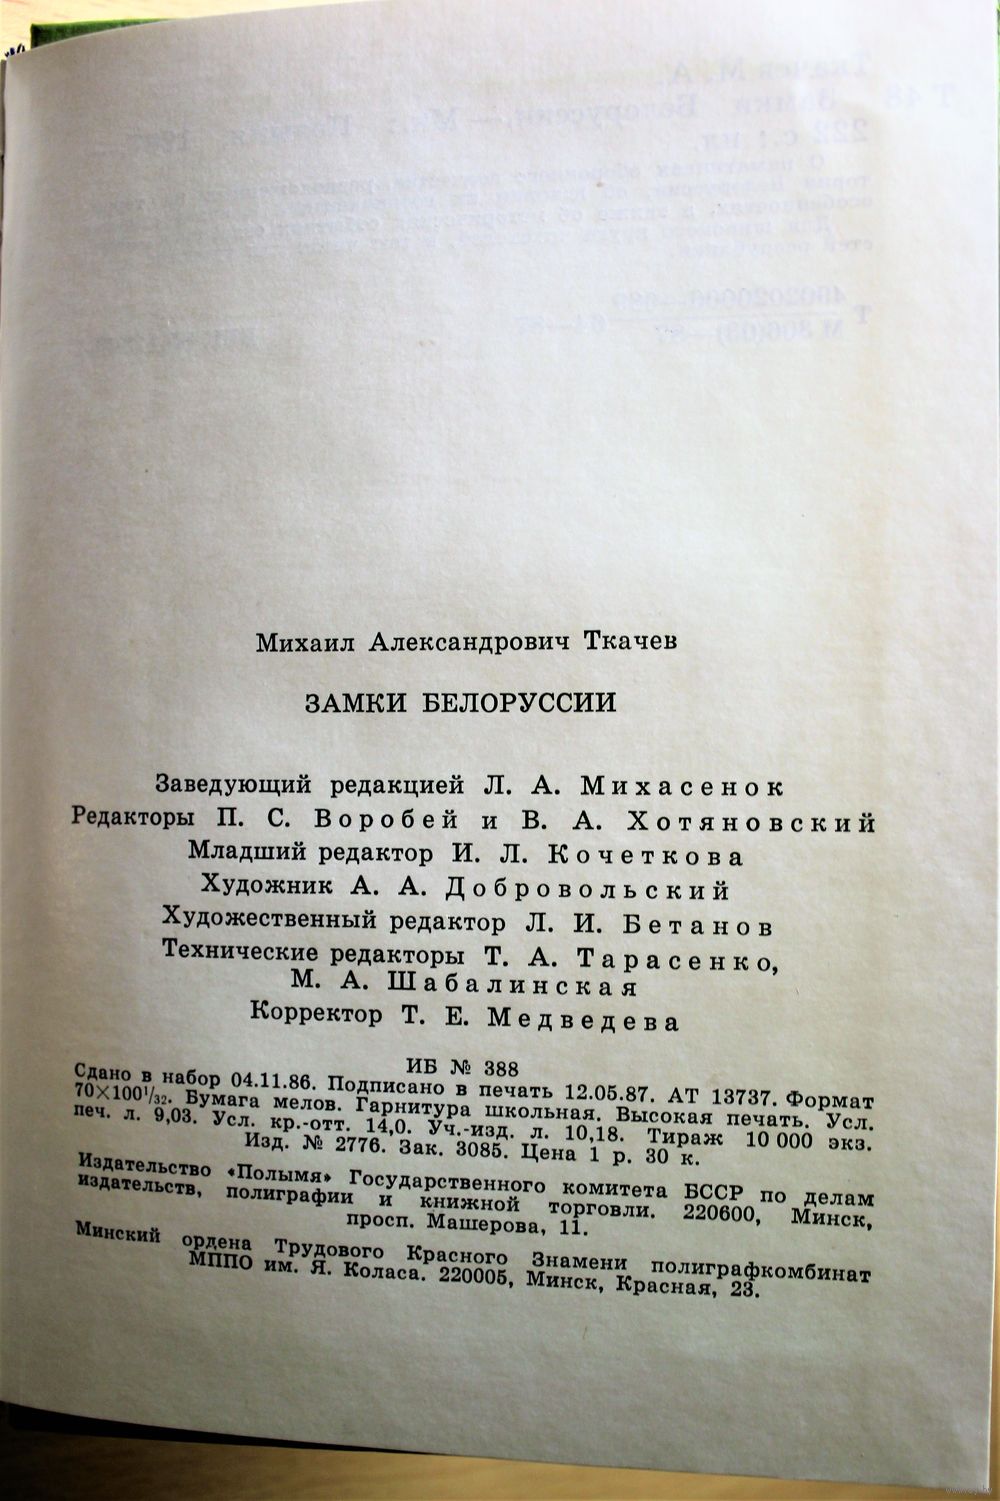 Михаил Александрович Ткачев
ЗАМКИ БЕЛОРУССИИ
Заведующий редакцией Л. А. Михасенок
Редакторы П. С. Воробей и В. А. Хотяновский
Младший редактор И. Л. Кочеткова
Художник А. А. Добровольский
Художественный редактор Л. И. Бетанов
Технические редакторы Т. А. Тарасенко,
М. А. Шабалинская
Корректор Т. Е. Медведева
ИБ № 388
Сдано в набор 04.11.86. Подписано в печать 12.05.87. АТ 13737. Формат
70×100¹/₃₂. Бумага мелов. Гарнитура школьная. Высокая печать. Усл.
печ. л. 9,03. Усл. кр.-отт. 14,0. Уч.-изд. л. 10,18. Тираж 10 000 экз.
Изд. № 2776. Зак. 3085. Цена 1 р. 30 к.
Издательство «Полымя» Государственного комитета БССР по делам
издательств, полиграфии и книжной торговли. 220600, Минск,
просп. Машерова, 11.
Минский ордена Трудового Красного Знамени полиграфкомбинат
МППО им. Я. Коласа. 220005, Минск, Красная, 23.